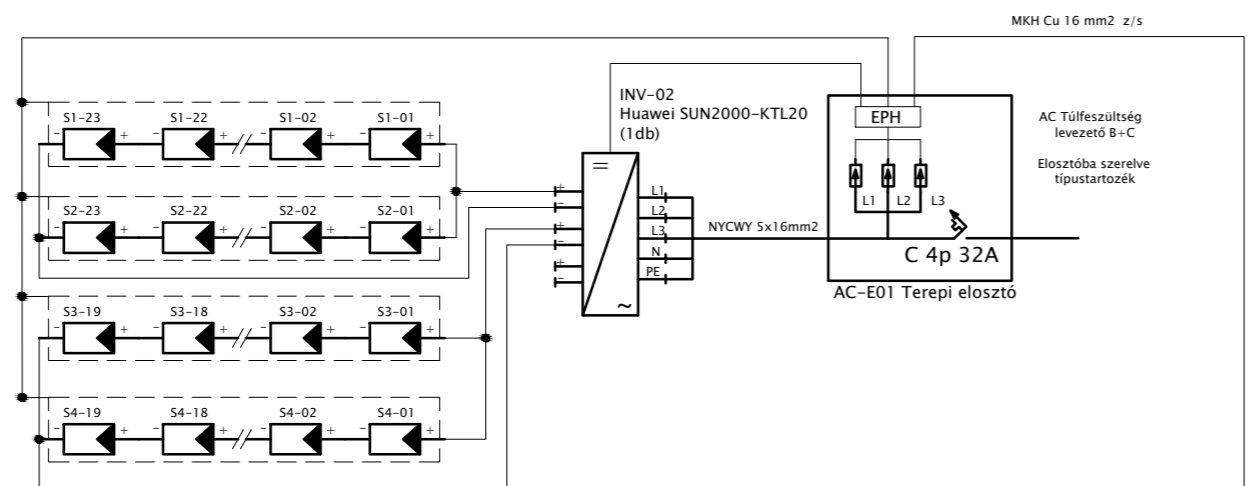 MKH Cu 16 mm2 z/s
INV-02
Huawei SUN2000-KTL20
(1db)
EPH
AC Túlfeszültség
levezető B+C
Elosztóba szerelve
típustartozék
S1-23 S1-22 S1-02 S1-01
- + - + - + - +
=
+
-
+
-
+
-
~
L1
L2
L3
N
PE
NYCWY 5x16mm2
L1 L2 L3
C 4p 32A
AC-E01 Terepi elosztó
S2-23 S2-22 S2-02 S2-01
- + - + - + - +
S3-19 S3-18 S3-02 S3-01
- + - + - + - +
S4-19 S4-18 S4-02 S4-01
- + - + - + - +